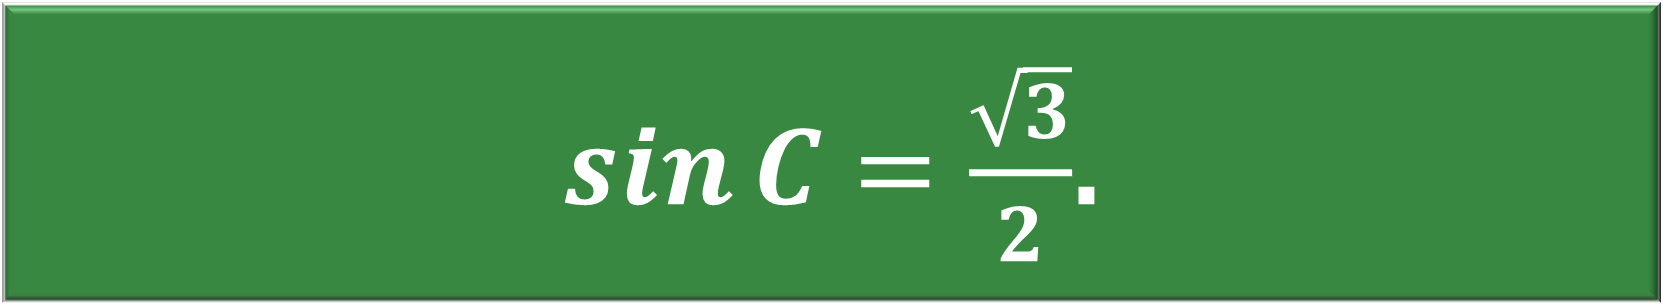 sin C = √3/2.